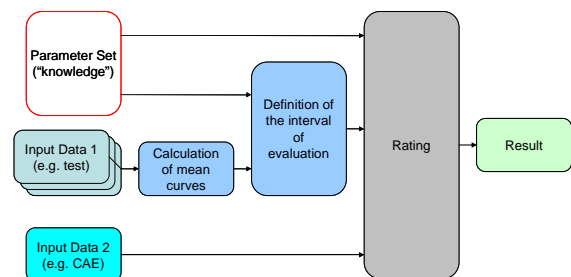 Parameter Set
(“knowledge”)
Input Data 1
(e.g. test)
Calculation
of mean
curves
Definition of
the interval
of
evaluation
Input Data 2
(e.g. CAE)
Rating
Result